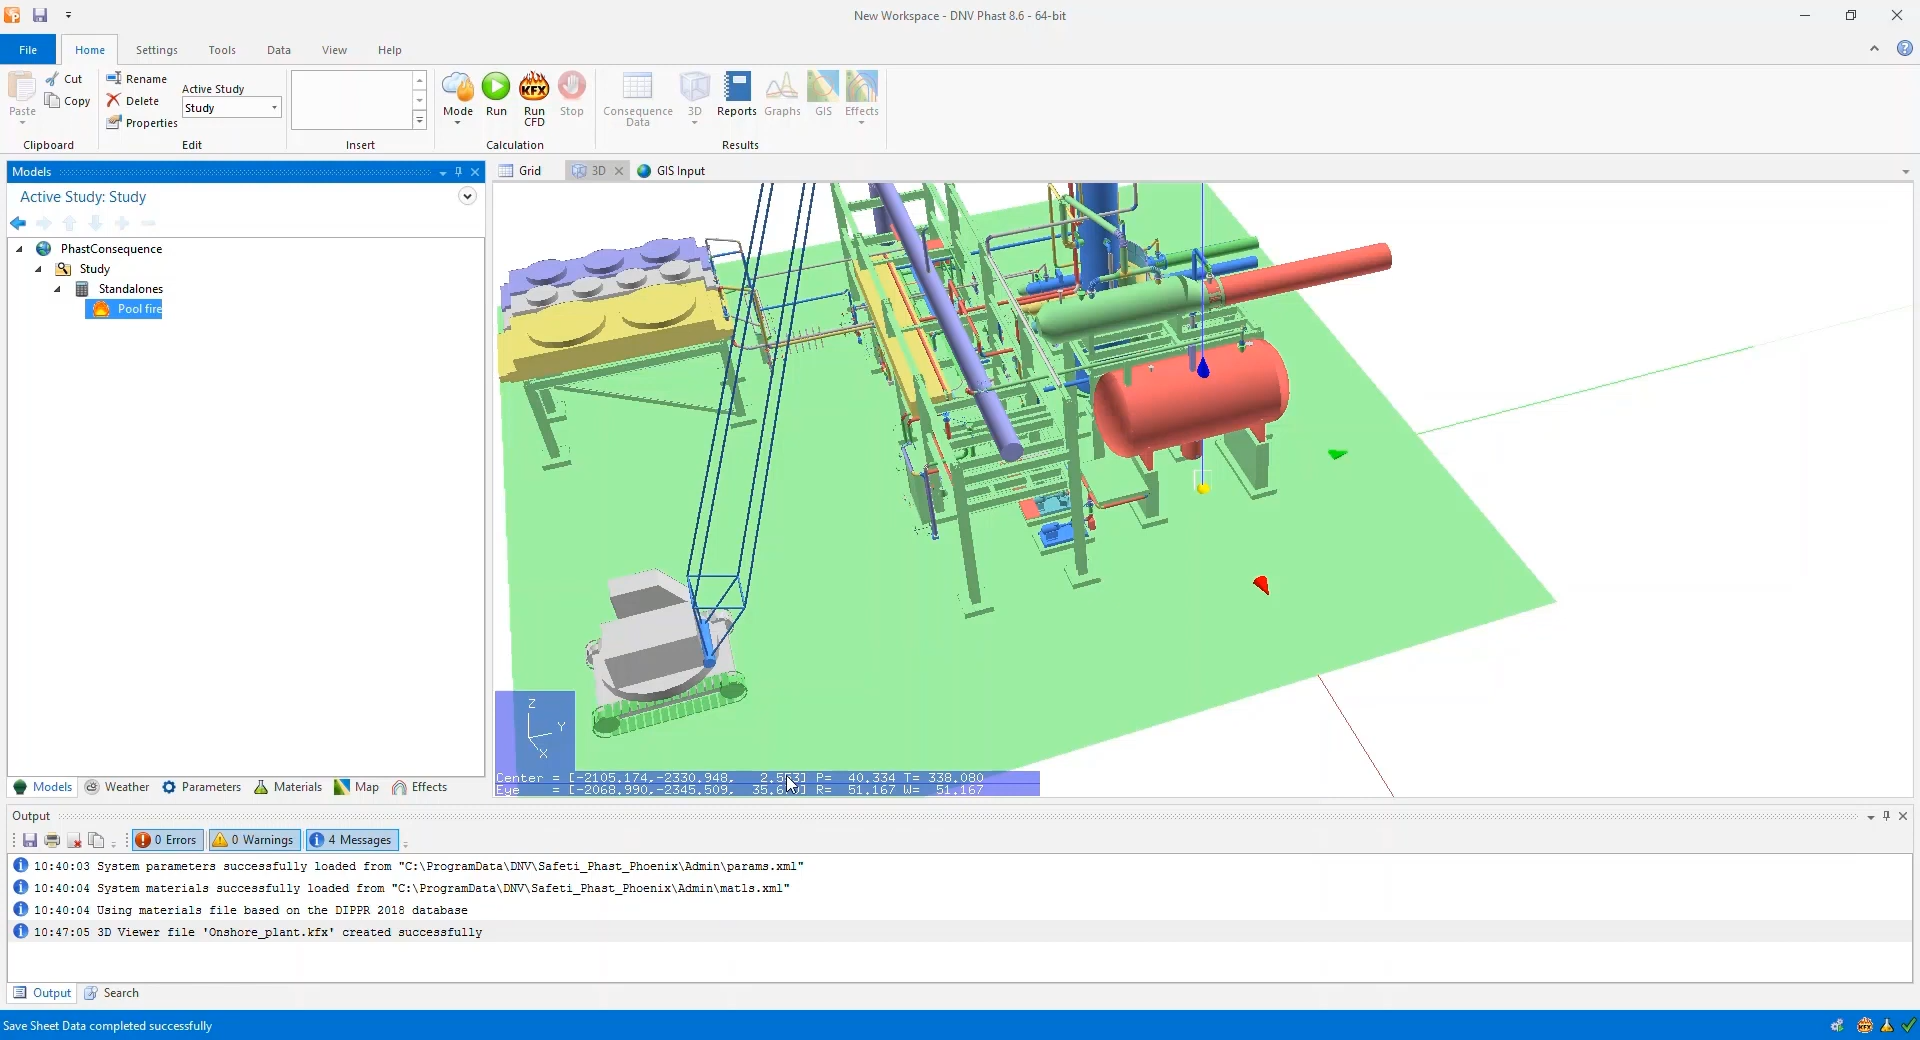 New Workspace - DNV Phast 8.6 - 64-bit
File Home Settings Tools Data View Help
Paste
Cut
Copy
Clipboard
Rename
Delete
Properties
Active Study
Study
Edit
Insert
Mode
Run
KFX
Run CFD
Stop
Calculation
Consequence Data
3D
Reports
Graphs
GIS
Effects
Results
Models
Active Study: Study
PhastConsequence
Study
Standalones
Pool fire
Models Weather Parameters Materials Map Effects
Grid 3D GIS Input
Z
Y
X
Center = [-2105.174,-2330.948, P= 40.334 T= 338.080
Eye = [-2068.990,-2345.509, R= 51.167 W= 51.167
Output
0 Errors 0 Warnings 4 Messages
10:40:03 System parameters successfully loaded from "C:\ProgramData\DNV\Safeti_Phast_Phoenix\Admin\params.xml"
10:40:04 System materials successfully loaded from "C:\ProgramData\DNV\Safeti_Phast_Phoenix\Admin\matls.xml"
10:40:04 Using materials file based on the DIPPR 2018 database
10:47:05 3D Viewer file 'Onshore_plant.kfx' created successfully
Output Search
Save Sheet Data completed successfully